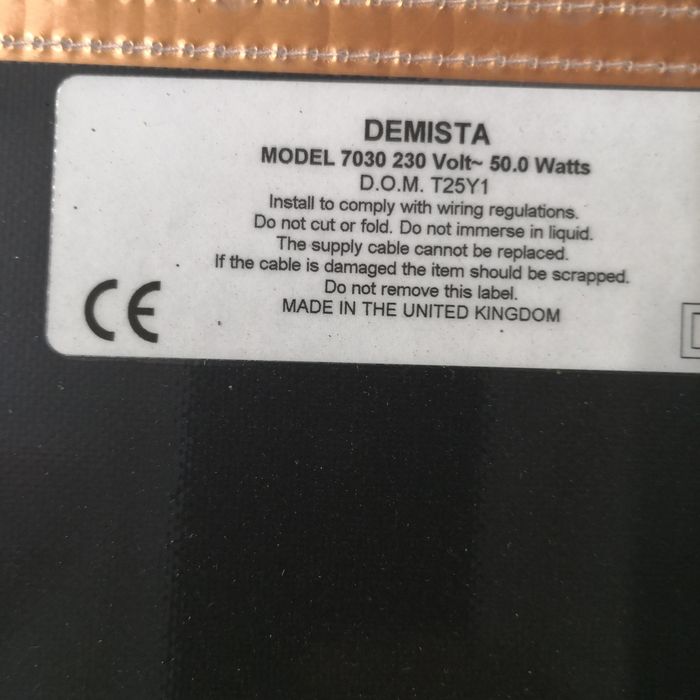 DEMISTA
MODEL 7030 230 Volt~ 50.0 Watts
D.O.M. T25Y1
Install to comply with wiring regulations.
Do not cut or fold. Do not immerse in liquid.
The supply cable cannot be replaced.
If the cable is damaged the item should be scrapped.
Do not remove this label.
MADE IN THE UNITED KINGDOM
CE